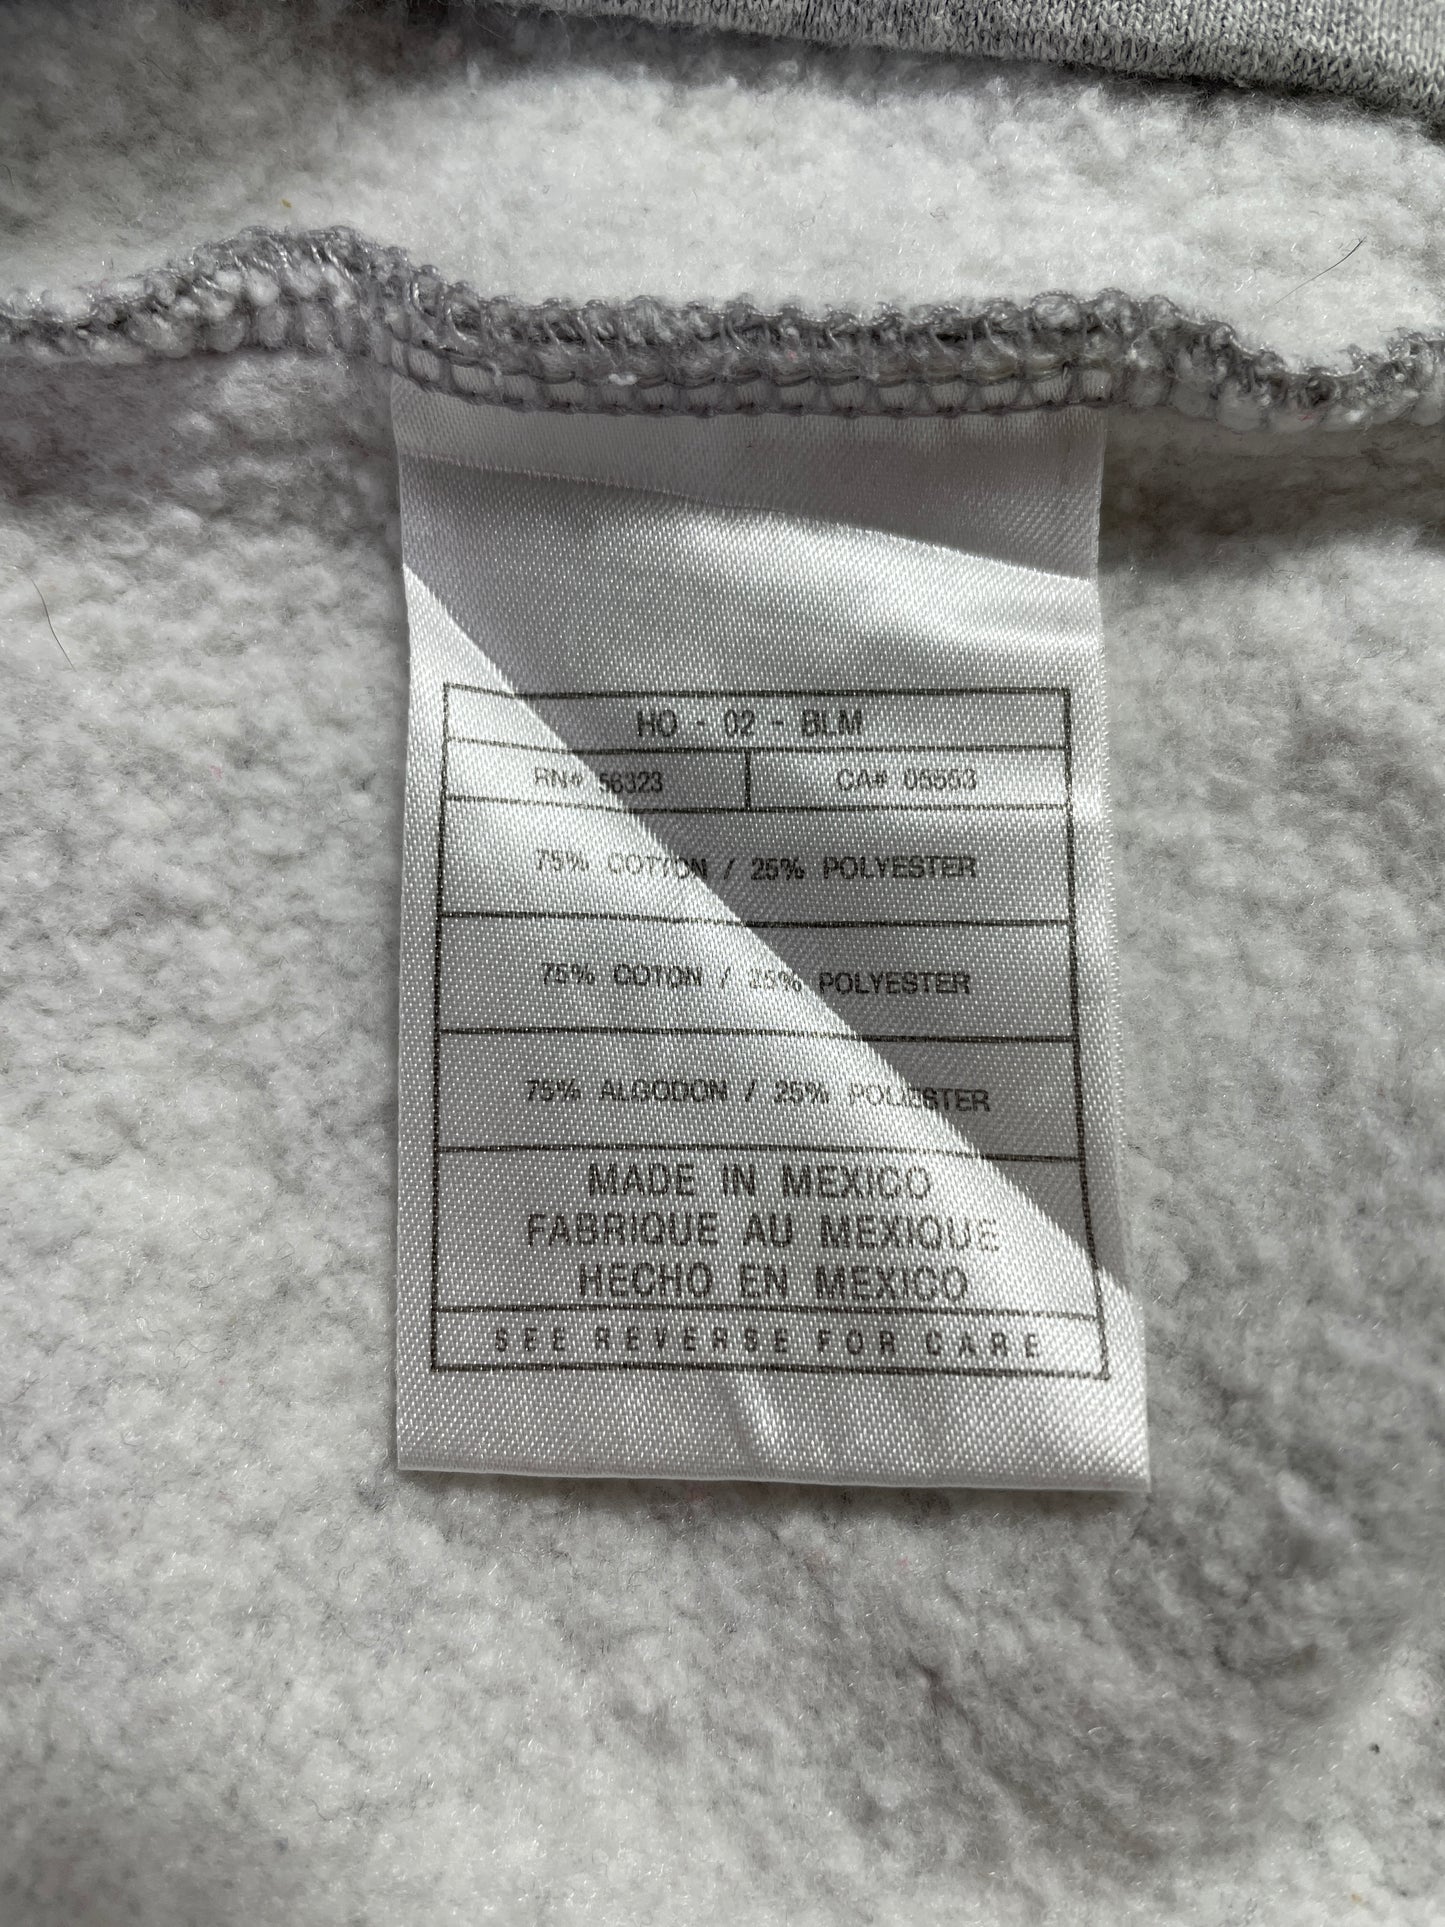 HO - 02 - BLM
RN# 56323
CA# 05553
75% COTTON / 25% POLYESTER
75% COTON / 25% POLYESTER
75% ALGODON / 25% POLIESTER
MADE IN MEXICO
FABRIQUE AU MEXIQUE
HECHO EN MEXICO
SEE REVERSE FOR CARE